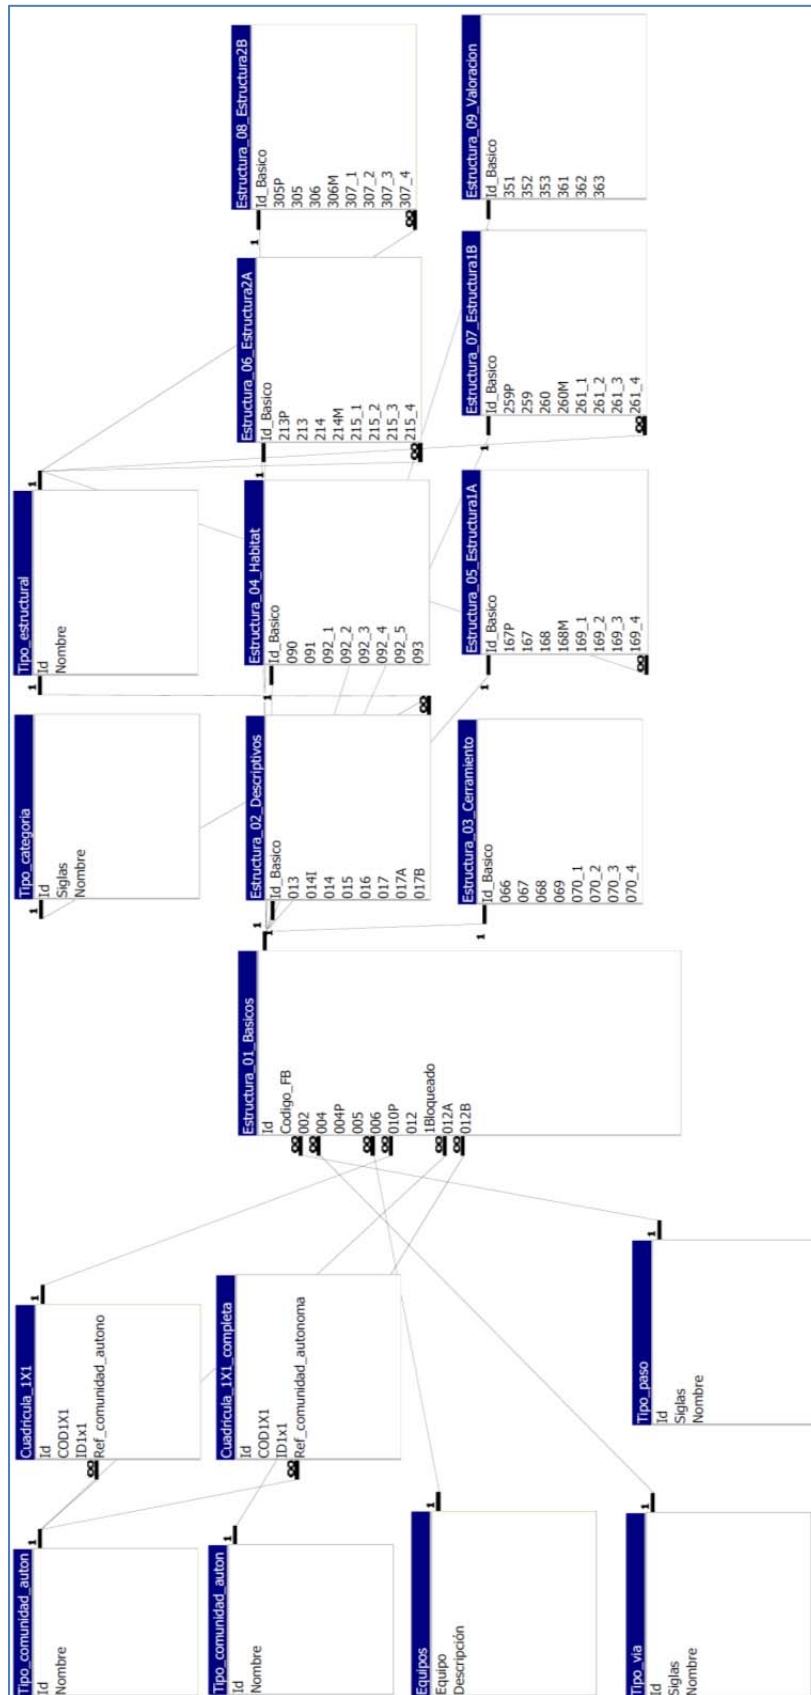 Tipo_comunidad_auton
Id
Nombre
Cuadricula_1X1
Id
COD1X1
ID1x1
Ref_comunidad_autono
Tipo_categoria
Id
Siglas
Nombre
Tipo_estructural
Id
Nombre
Tipo_comunidad_auton
Id
Nombre
Cuadricula_1X1_completa
Id
COD1X1
ID1x1
Ref_comunidad_autonoma
Estructura_01_Basicos
Id
Codigo_FB
002
004
004P
005
006
010P
012
1Bloqueado
012A
012B
Estructura_02_Descriptivos
Id_Basico
013
014I
014
015
016
017
017A
017B
Estructura_04_Habitat
Id_Basico
090
091
092_1
092_2
092_3
092_4
092_5
093
Estructura_06_Estructura2A
Id_Basico
213P
213
214
214M
215_1
215_2
215_3
215_4
Estructura_08_Estructura2B
Id_Basico
305P
305
306
306M
307_1
307_2
307_3
307_4
Equipos
Equipo
Descripción
Estructura_03_Cerramiento
Id_Basico
066
067
068
069
070_1
070_2
070_3
070_4
Estructura_05_Estructura1A
Id_Basico
167P
167
168
168M
169_1
169_2
169_3
169_4
Estructura_07_Estructura1B
Id_Basico
259P
259
260
260M
261_1
261_2
261_3
261_4
Estructura_09_Valoracion
Id_Basico
351
352
353
361
362
363
Tipo_via
Id
Siglas
Nombre
Tipo_paso
Id
Siglas
Nombre